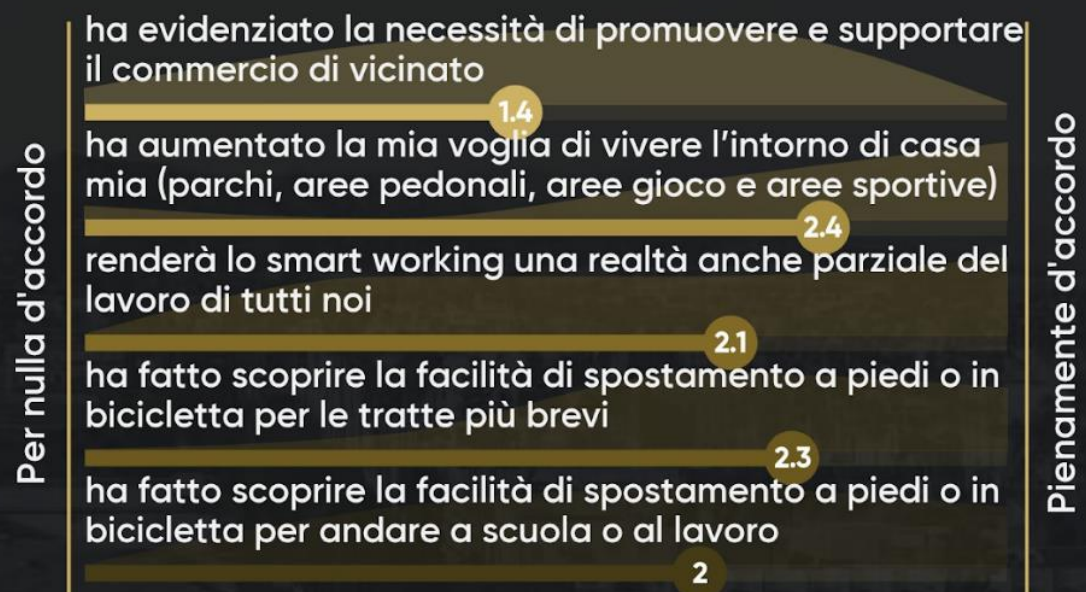 Per nulla d'accordo
ha evidenziato la necessità di promuovere e supportare
il commercio di vicinato
1.4
ha aumentato la mia voglia di vivere l'intorno di casa
mia (parchi, aree pedonali, aree gioco e aree sportive)
2.4
renderà lo smart working una realtà anche parziale del
lavoro di tutti noi
2.1
ha fatto scoprire la facilità di spostamento a piedi o in
bicicletta per le tratte più brevi
2.3
ha fatto scoprire la facilità di spostamento a piedi o in
bicicletta per andare a scuola o al lavoro
2
Pienamente d'accordo